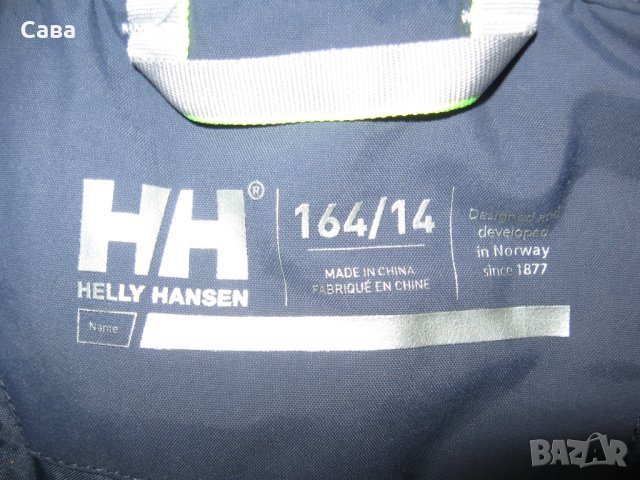 Сава
HH®
HELLY HANSEN
Name
164/14
MADE IN CHINA
FABRIQUÉ EN CHINE
Designed and
developed
in Norway
since 1877
BAZAR